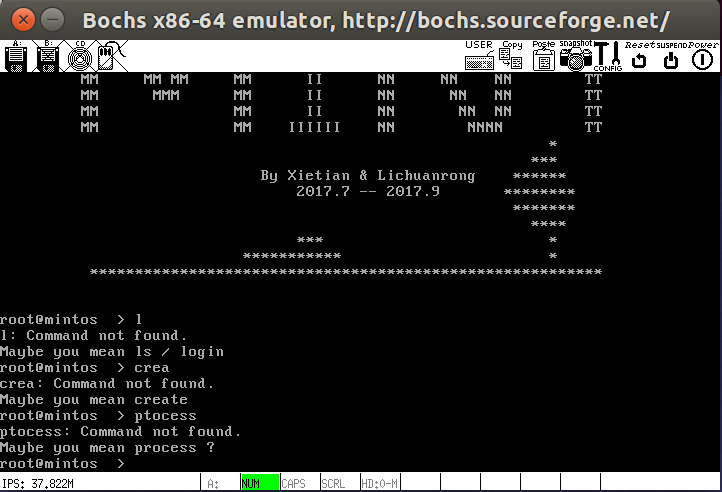 Bochs x86-64 emulator, http://bochs.sourceforge.net/
A: B: CD USER Copy Paste snapshot CONFIG Reset SUSPEND Power
MM MM MM MM II NN NN NN TT
MM MMM MM II NN NN NN TT
MM MM II NN NN NN TT
MM MM IIIIII NN NNNN TT
*
***
By Xietian & Lichuanrong ******
2017.7 -- 2017.9 ********
*******
****
*** *
*********** *
*********************************************************
root@mintos > l
l: Command not found.
Maybe you mean ls / login
root@mintos > crea
crea: Command not found.
Maybe you mean create
root@mintos > ptocess
ptocess: Command not found.
Maybe you mean process ?
root@mintos >
IPS: 37.822M A: NUM CAPS SCRL HD:0-M